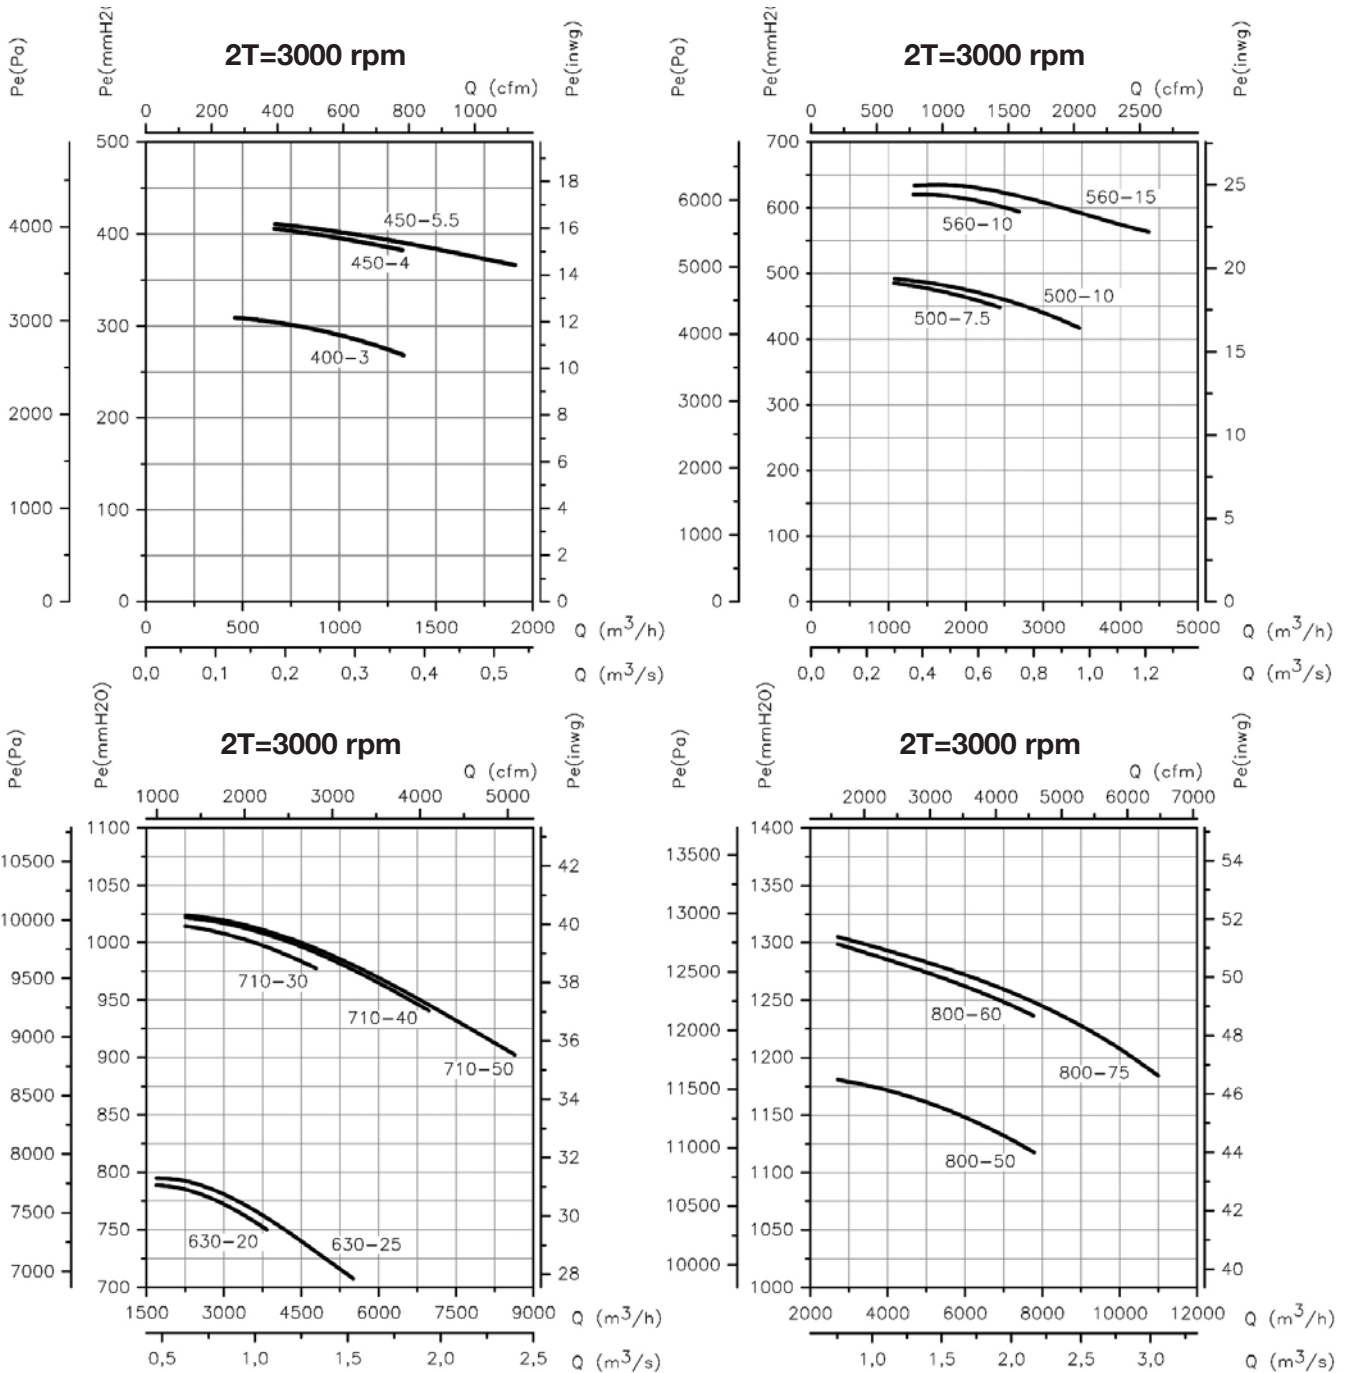 2T=3000 rpm
Pe(Pa)
Pe(mmH2O
Pe(inwg)
Q (cfm)
0 200 400 600 800 1000
500 400 300 200 100 0
4000 3000 2000 1000 0
18 16 14 12 10 8 6 4 2 0
450-5.5
450-4
400-3
0 500 1000 1500 2000 Q (m³/h)
0,0 0,1 0,2 0,3 0,4 0,5 Q (m³/s)
2T=3000 rpm
Pe(Pa)
Pe(mmH2O
Pe(inwg)
Q (cfm)
0 500 1000 1500 2000 2500
700 600 500 400 300 200 100 0
6000 5000 4000 3000 2000 1000 0
25 20 15 10 5 0
560-15
560-10
500-10
500-7.5
0 1000 2000 3000 4000 5000 Q (m³/h)
0,0 0,2 0,4 0,6 0,8 1,0 1,2 Q (m³/s)
2T=3000 rpm
Pe(Pa)
Pe(mmH2O)
Pe(inwg)
Q (cfm)
1000 2000 3000 4000 5000
1100 1050 1000 950 900 850 800 750 700
10500 10000 9500 9000 8500 8000 7500 7000
42 40 38 36 34 32 30 28
710-30
710-40
710-50
630-20
630-25
1500 3000 4500 6000 7500 9000 Q (m³/h)
0,5 1,0 1,5 2,0 2,5 Q (m³/s)
2T=3000 rpm
Pe(Pa)
Pe(mmH2O)
Pe(inwg)
Q (cfm)
2000 3000 4000 5000 6000 7000
1400 1350 1300 1250 1200 1150 1100 1050 1000
13500 13000 12500 12000 11500 11000 10500 10000
54 52 50 48 46 44 42 40
800-60
800-75
800-50
2000 4000 6000 8000 10000 12000 Q (m³/h)
1,0 1,5 2,0 2,5 3,0 Q (m³/s)